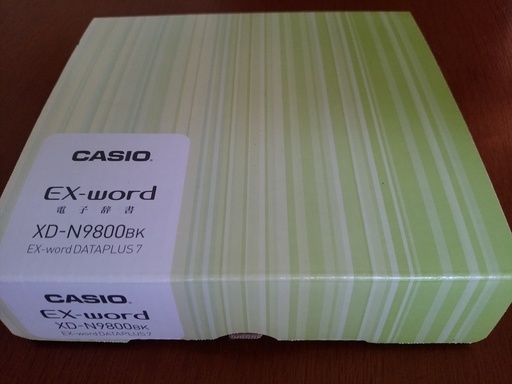 CASIO
EX-word
電子辞書
XD-N9800BK
EX-word DATAPLUS 7
CASIO
EX-word
XD-N9800BK
EX-word DATAPLUS 7